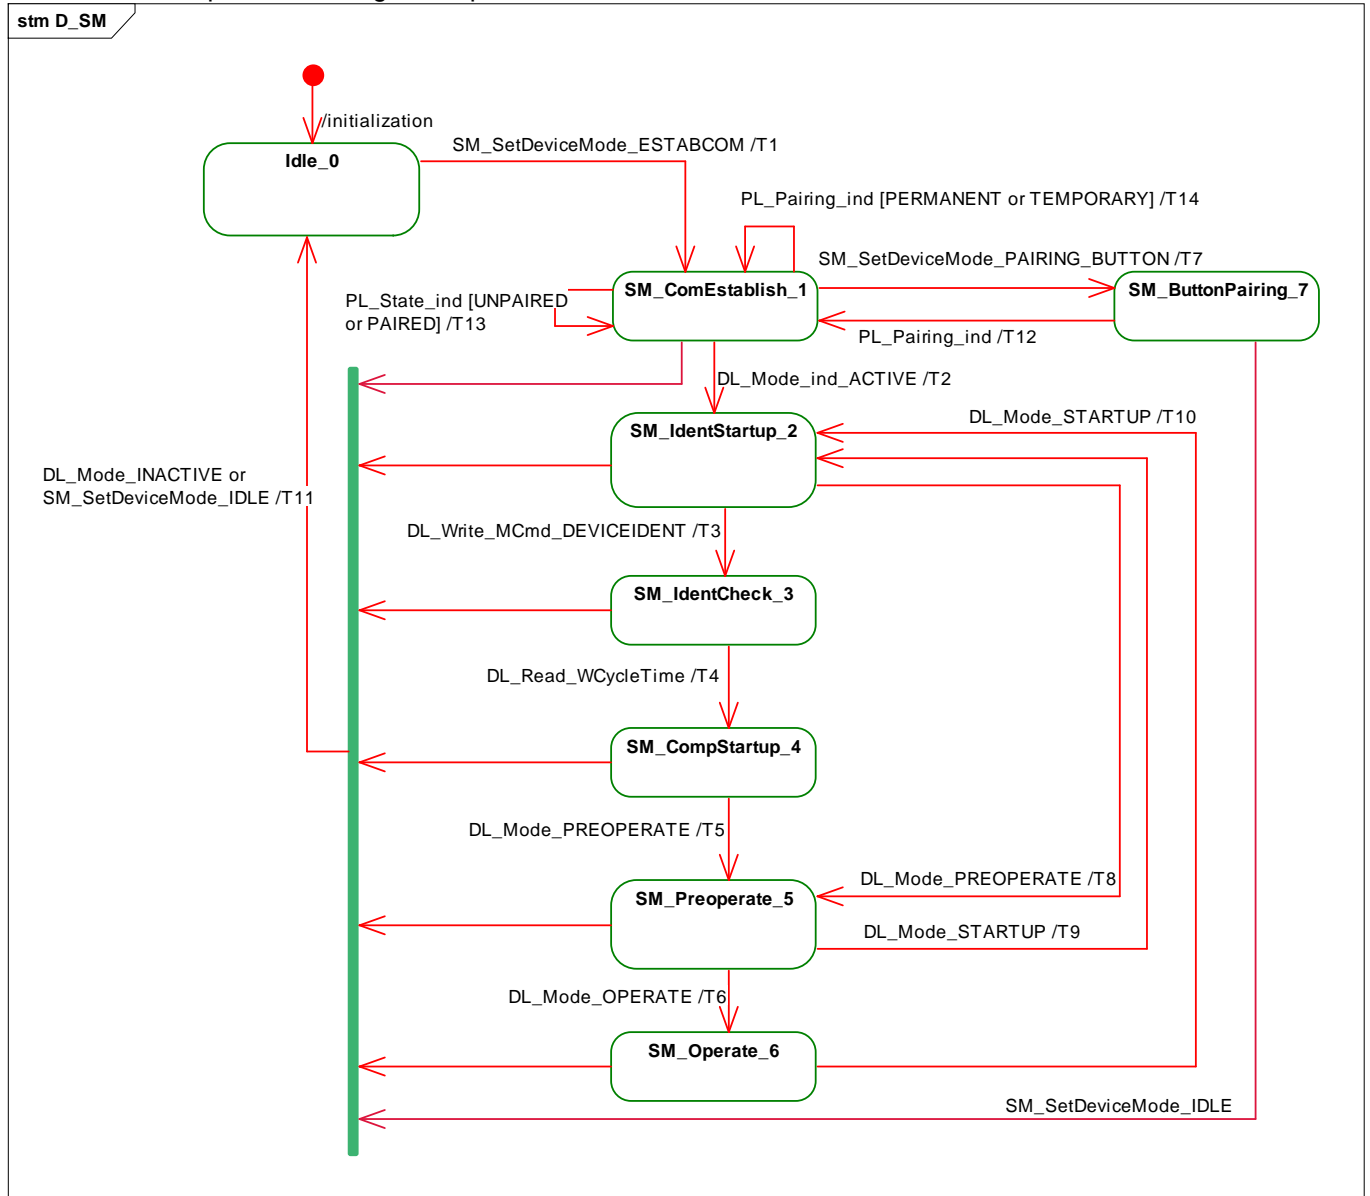 stm D_SM
/initialization
Idle_0
SM_SetDeviceMode_ESTABCOM /T1
PL_Pairing_ind [PERMANENT or TEMPORARY] /T14
SM_SetDeviceMode_PAIRING_BUTTON /T7
SM_ComEstablish_1
SM_ButtonPairing_7
PL_State_ind [UNPAIRED
or PAIRED] /T13
PL_Pairing_ind /T12
DL_Mode_ind_ACTIVE /T2
SM_IdentStartup_2
DL_Mode_STARTUP /T10
DL_Mode_INACTIVE or
SM_SetDeviceMode_IDLE /T11
DL_Write_MCmd_DEVICEIDENT /T3
SM_IdentCheck_3
DL_Read_WCycleTime /T4
SM_CompStartup_4
DL_Mode_PREOPERATE /T5
DL_Mode_PREOPERATE /T8
SM_Preoperate_5
DL_Mode_STARTUP /T9
DL_Mode_OPERATE /T6
SM_Operate_6
SM_SetDeviceMode_IDLE